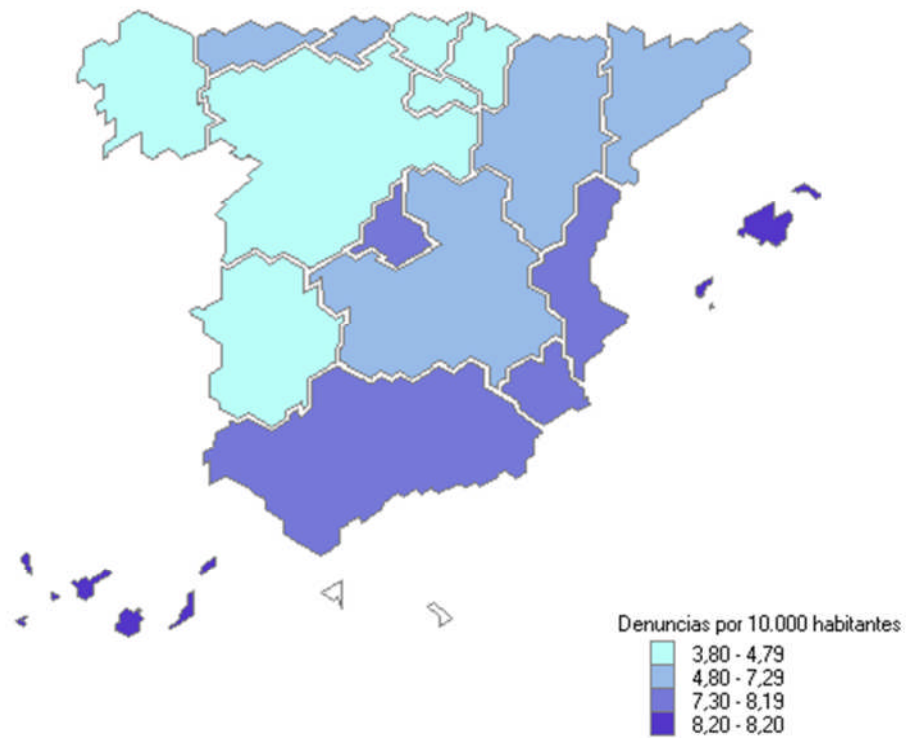 Denuncias por 10.000 habitantes
3,80 - 4,79
4,80 - 7,29
7,30 - 8,19
8,20 - 8,20